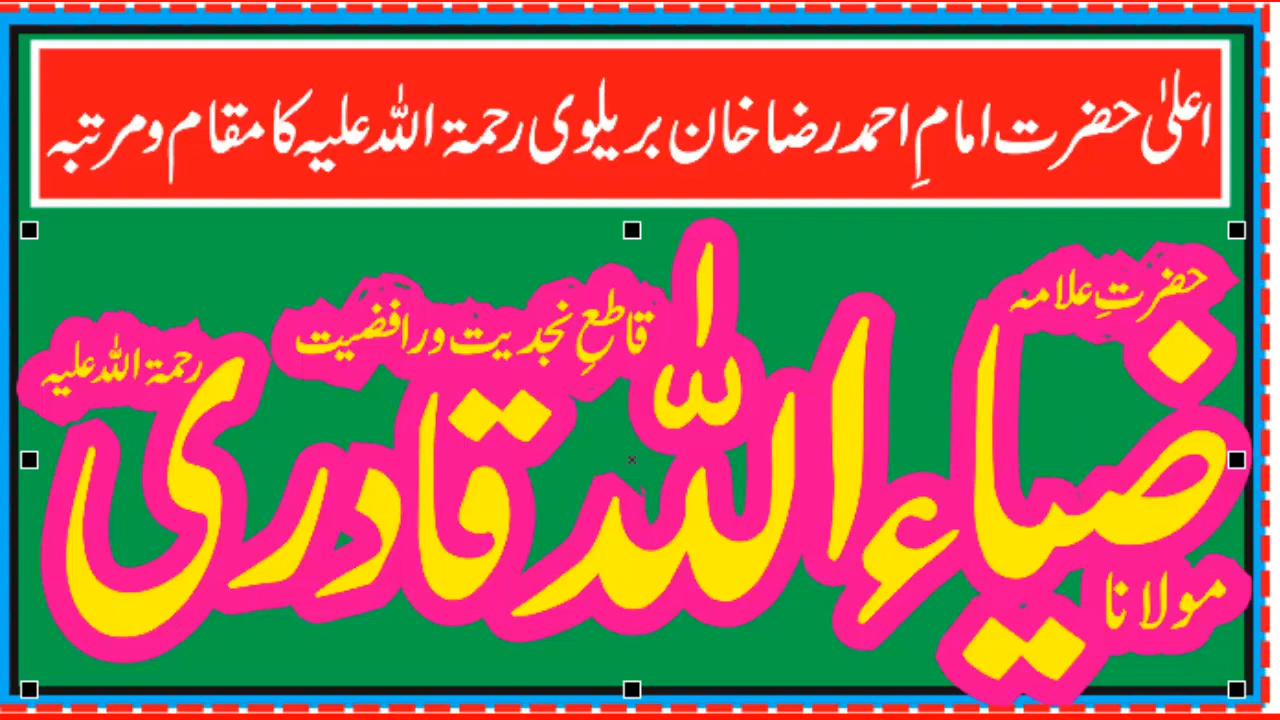 اعلیٰ حضرت امامِ احمد رضا خان بریلوی رحمۃ اللہ علیہ کا مقام و مرتبہ
حضرتِ علامہ
مولانا
ضیاء اللہ قادری
قاطعِ نجدیت و رافضیت
رحمۃ اللہ علیہ